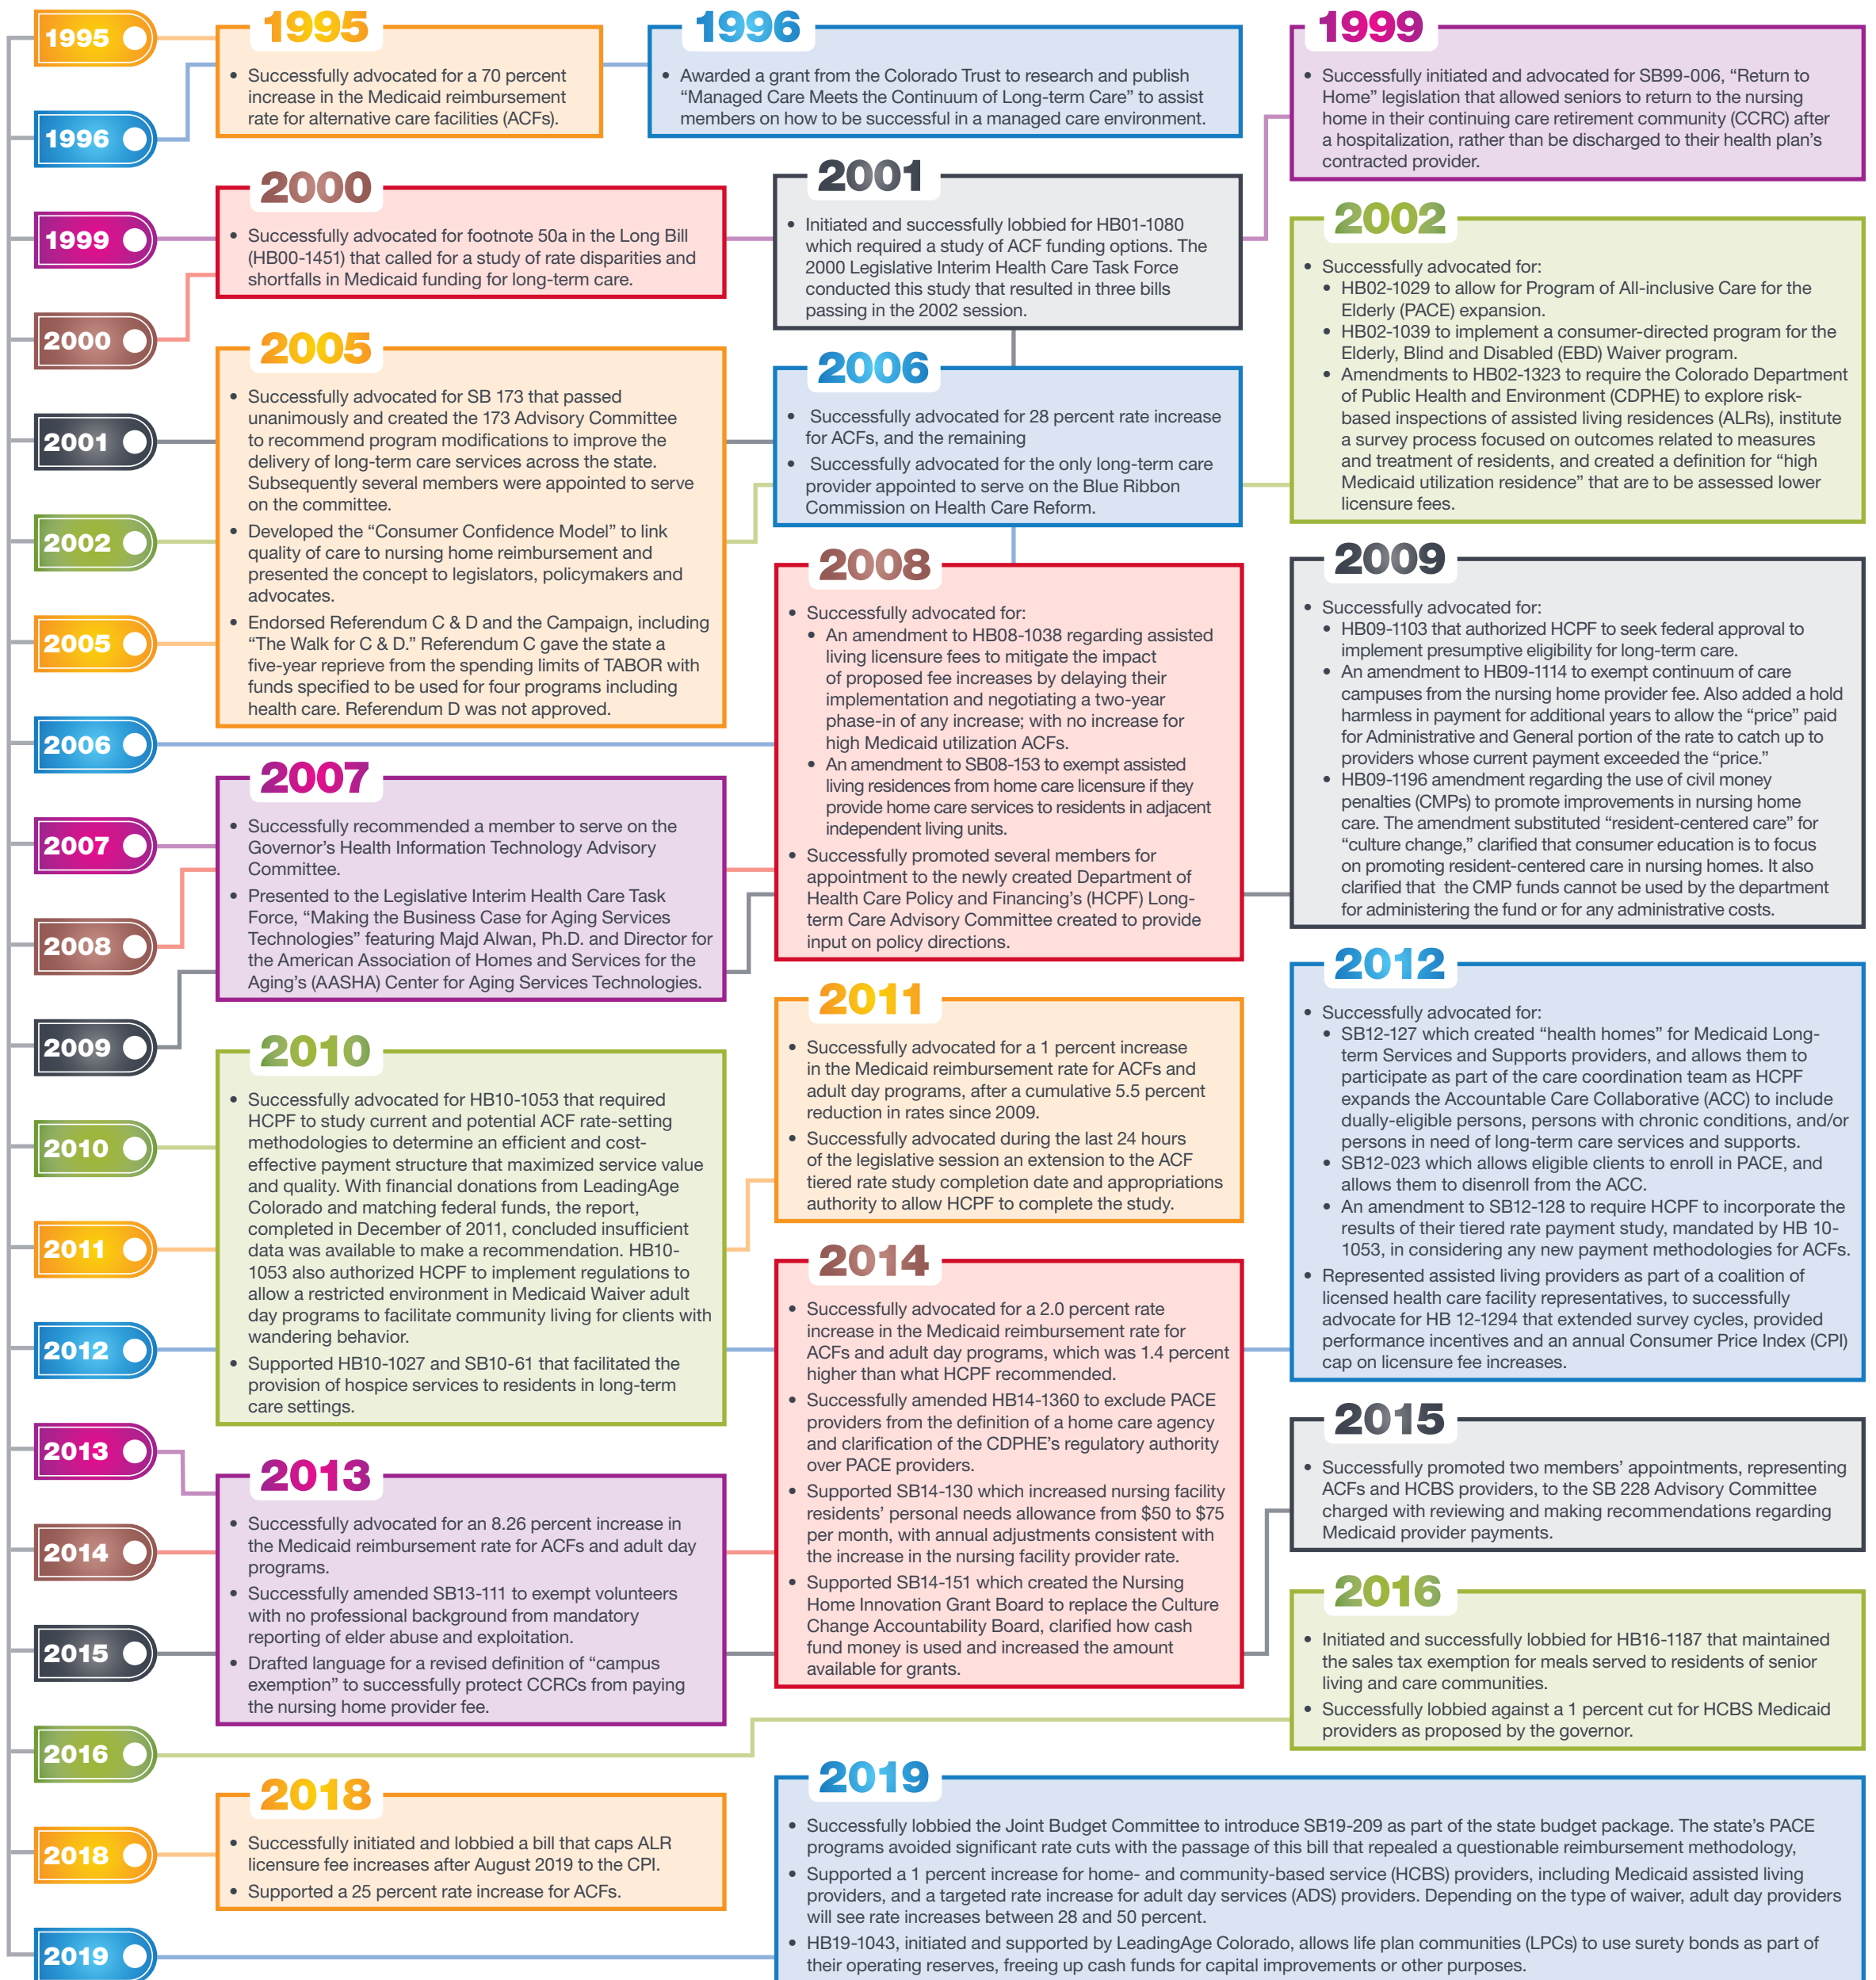 1995
1996
1999
2000
2001
2002
2005
2006
2007
2008
2009
2010
2011
2012
2013
2014
2015
2016
2018
2019
1995
• Successfully advocated for a 70 percent
increase in the Medicaid reimbursement
rate for alternative care facilities (ACFs).
1996
• Awarded a grant from the Colorado Trust to research and publish
“Managed Care Meets the Continuum of Long-term Care” to assist
members on how to be successful in a managed care environment.
1999
• Successfully initiated and advocated for SB99-006, “Return to
Home” legislation that allowed seniors to return to the nursing
home in their continuing care retirement community (CCRC) after
a hospitalization, rather than be discharged to their health plan’s
contracted provider.
2000
• Successfully advocated for footnote 50a in the Long Bill
(HB00-1451) that called for a study of rate disparities and
shortfalls in Medicaid funding for long-term care.
2001
• Initiated and successfully lobbied for HB01-1080
which required a study of ACF funding options. The
2000 Legislative Interim Health Care Task Force
conducted this study that resulted in three bills
passing in the 2002 session.
2002
• Successfully advocated for:
• HB02-1029 to allow for Program of All-inclusive Care for the
Elderly (PACE) expansion.
• HB02-1039 to implement a consumer-directed program for the
Elderly, Blind and Disabled (EBD) Waiver program.
• Amendments to HB02-1323 to require the Colorado Department
of Public Health and Environment (CDPHE) to explore risk-
based inspections of assisted living residences (ALRs), institute
a survey process focused on outcomes related to measures
and treatment of residents, and created a definition for “high
Medicaid utilization residence” that are to be assessed lower
licensure fees.
2005
• Successfully advocated for SB 173 that passed
unanimously and created the 173 Advisory Committee
to recommend program modifications to improve the
delivery of long-term care services across the state.
Subsequently several members were appointed to serve
on the committee.
• Developed the “Consumer Confidence Model” to link
quality of care to nursing home reimbursement and
presented the concept to legislators, policymakers and
advocates.
• Endorsed Referendum C & D and the Campaign, including
“The Walk for C & D.” Referendum C gave the state a
five-year reprieve from the spending limits of TABOR with
funds specified to be used for four programs including
health care. Referendum D was not approved.
2006
• Successfully advocated for 28 percent rate increase
for ACFs, and the remaining
• Successfully advocated for the only long-term care
provider appointed to serve on the Blue Ribbon
Commission on Health Care Reform.
2007
• Successfully recommended a member to serve on the
Governor’s Health Information Technology Advisory
Committee.
• Presented to the Legislative Interim Health Care Task
Force, “Making the Business Case for Aging Services
Technologies” featuring Majd Alwan, Ph.D. and Director for
the American Association of Homes and Services for the
Aging’s (AASHA) Center for Aging Services Technologies.
2008
• Successfully advocated for:
• An amendment to HB08-1038 regarding assisted
living licensure fees to mitigate the impact
of proposed fee increases by delaying their
implementation and negotiating a two-year
phase-in of any increase; with no increase for
high Medicaid utilization ACFs.
• An amendment to SB08-153 to exempt assisted
living residences from home care licensure if they
provide home care services to residents in adjacent
independent living units.
• Successfully promoted several members for
appointment to the newly created Department of
Health Care Policy and Financing’s (HCPF) Long-
term Care Advisory Committee created to provide
input on policy directions.
2009
• Successfully advocated for:
• HB09-1103 that authorized HCPF to seek federal approval to
implement presumptive eligibility for long-term care.
• An amendment to HB09-1114 to exempt continuum of care
campuses from the nursing home provider fee. Also added a hold
harmless in payment for additional years to allow the “price” paid
for Administrative and General portion of the rate to catch up to
providers whose current payment exceeded the “price.”
• HB09-1196 amendment regarding the use of civil money
penalties (CMPs) to promote improvements in nursing home
care. The amendment substituted “resident-centered care” for
“culture change,” clarified that consumer education is to focus
on promoting resident-centered care in nursing homes. It also
clarified that the CMP funds cannot be used by the department
for administering the fund or for any administrative costs.
2010
• Successfully advocated for HB10-1053 that required
HCPF to study current and potential ACF rate-setting
methodologies to determine an efficient and cost-
effective payment structure that maximized service value
and quality. With financial donations from LeadingAge
Colorado and matching federal funds, the report,
completed in December of 2011, concluded insufficient
data was available to make a recommendation. HB10-
1053 also authorized HCPF to implement regulations to
allow a restricted environment in Medicaid Waiver adult
day programs to facilitate community living for clients with
wandering behavior.
• Supported HB10-1027 and SB10-61 that facilitated the
provision of hospice services to residents in long-term
care settings.
2011
• Successfully advocated for a 1 percent increase
in the Medicaid reimbursement rate for ACFs and
adult day programs, after a cumulative 5.5 percent
reduction in rates since 2009.
• Successfully advocated during the last 24 hours
of the legislative session an extension to the ACF
tiered rate study completion date and appropriations
authority to allow HCPF to complete the study.
2012
• Successfully advocated for:
• SB12-127 which created “health homes” for Medicaid Long-
term Services and Supports providers, and allows them to
participate as part of the care coordination team as HCPF
expands the Accountable Care Collaborative (ACC) to include
dually-eligible persons, persons with chronic conditions, and/or
persons in need of long-term care services and supports.
• SB12-023 which allows eligible clients to enroll in PACE, and
allows them to disenroll from the ACC.
• An amendment to SB12-128 to require HCPF to incorporate the
results of their tiered rate payment study, mandated by HB 10-
1053, in considering any new payment methodologies for ACFs.
• Represented assisted living providers as part of a coalition of
licensed health care facility representatives, to successfully
advocate for HB 12-1294 that extended survey cycles, provided
performance incentives and an annual Consumer Price Index (CPI)
cap on licensure fee increases.
2013
• Successfully advocated for an 8.26 percent increase in
the Medicaid reimbursement rate for ACFs and adult day
programs.
• Successfully amended SB13-111 to exempt volunteers
with no professional background from mandatory
reporting of elder abuse and exploitation.
• Drafted language for a revised definition of “campus
exemption” to successfully protect CCRCs from paying
the nursing home provider fee.
2014
• Successfully advocated for a 2.0 percent rate
increase in the Medicaid reimbursement rate for
ACFs and adult day programs, which was 1.4 percent
higher than what HCPF recommended.
• Successfully amended HB14-1360 to exclude PACE
providers from the definition of a home care agency
and clarification of the CDPHE’s regulatory authority
over PACE providers.
• Supported SB14-130 which increased nursing facility
residents’ personal needs allowance from $50 to $75
per month, with annual adjustments consistent with
the increase in the nursing facility provider rate.
• Supported SB14-151 which created the Nursing
Home Innovation Grant Board to replace the Culture
Change Accountability Board, clarified how cash
fund money is used and increased the amount
available for grants.
2015
• Successfully promoted two members’ appointments, representing
ACFs and HCBS providers, to the SB 228 Advisory Committee
charged with reviewing and making recommendations regarding
Medicaid provider payments.
2016
• Initiated and successfully lobbied for HB16-1187 that maintained
the sales tax exemption for meals served to residents of senior
living and care communities.
• Successfully lobbied against a 1 percent cut for HCBS Medicaid
providers as proposed by the governor.
2018
• Successfully initiated and lobbied a bill that caps ALR
licensure fee increases after August 2019 to the CPI.
• Supported a 25 percent rate increase for ACFs.
2019
• Successfully lobbied the Joint Budget Committee to introduce SB19-209 as part of the state budget package. The state’s PACE
programs avoided significant rate cuts with the passage of this bill that repealed a questionable reimbursement methodology,
• Supported a 1 percent increase for home- and community-based service (HCBS) providers, including Medicaid assisted living
providers, and a targeted rate increase for adult day services (ADS) providers. Depending on the type of waiver, adult day providers
will see rate increases between 28 and 50 percent.
• HB19-1043, initiated and supported by LeadingAge Colorado, allows life plan communities (LPCs) to use surety bonds as part of
their operating reserves, freeing up cash funds for capital improvements or other purposes.